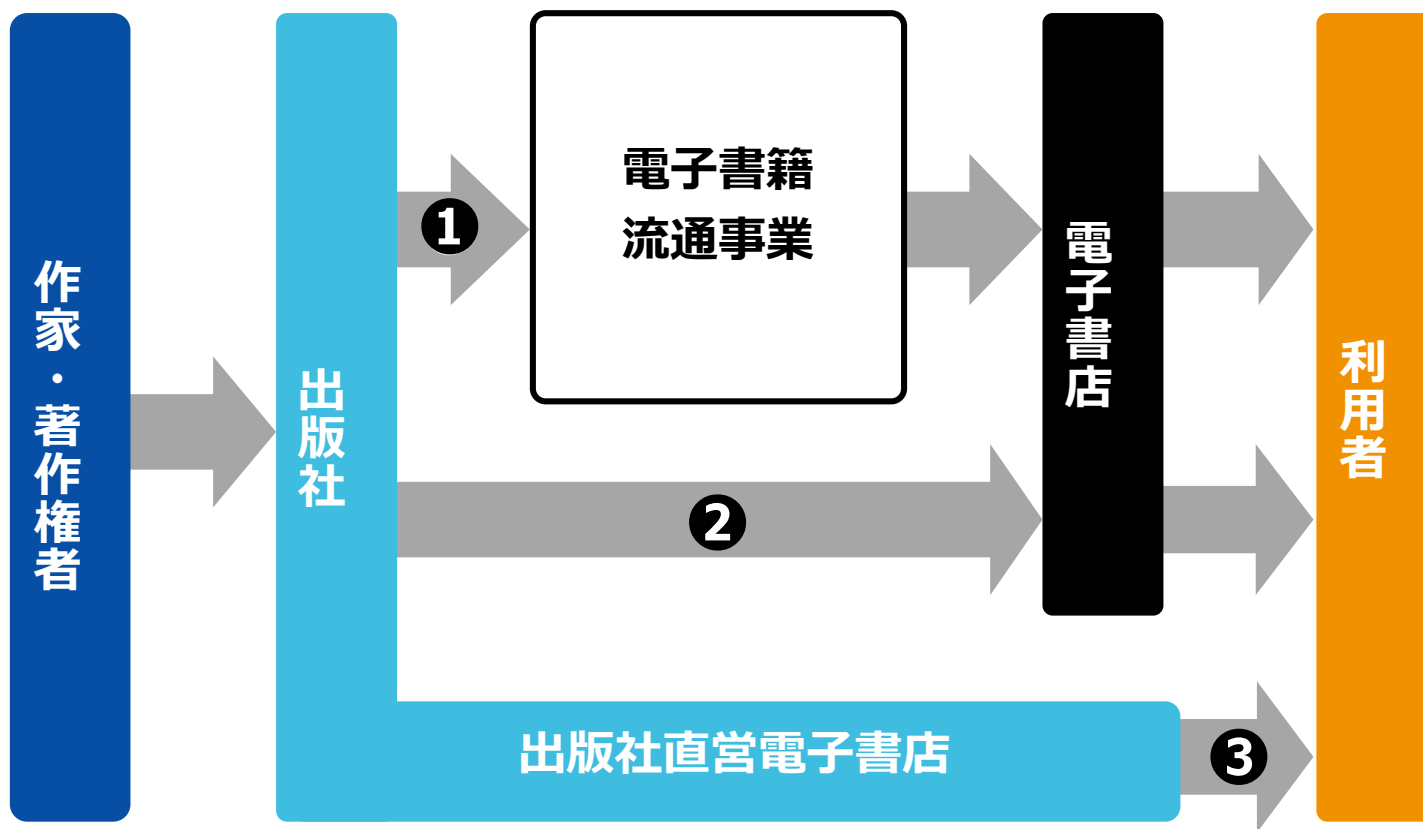 作家・著作権者
出版社
❶
電子書籍
流通事業
電子書店
利用者
❷
出版社直営電子書店
❸